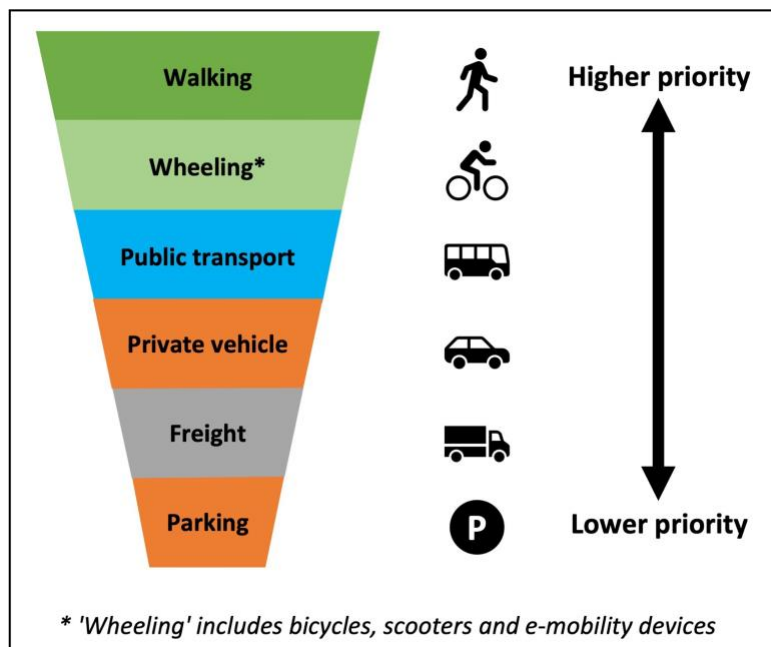 Walking
Higher priority
Wheeling*
Public transport
Private vehicle
Freight
Parking
P
Lower priority
* 'Wheeling' includes bicycles, scooters and e-mobility devices